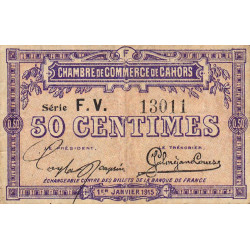 F
CHAMBRE DE COMMERCE DE CAHORS
Série F.V. 13011
0,50 50 CENTIMES 0,50
LE PRÉSIDENT, LE TRÉSORIER
ÉCHANGEABLE CONTRE DES BILLETS DE LA BANQUE DE FRANCE
1ER JANVIER 1915